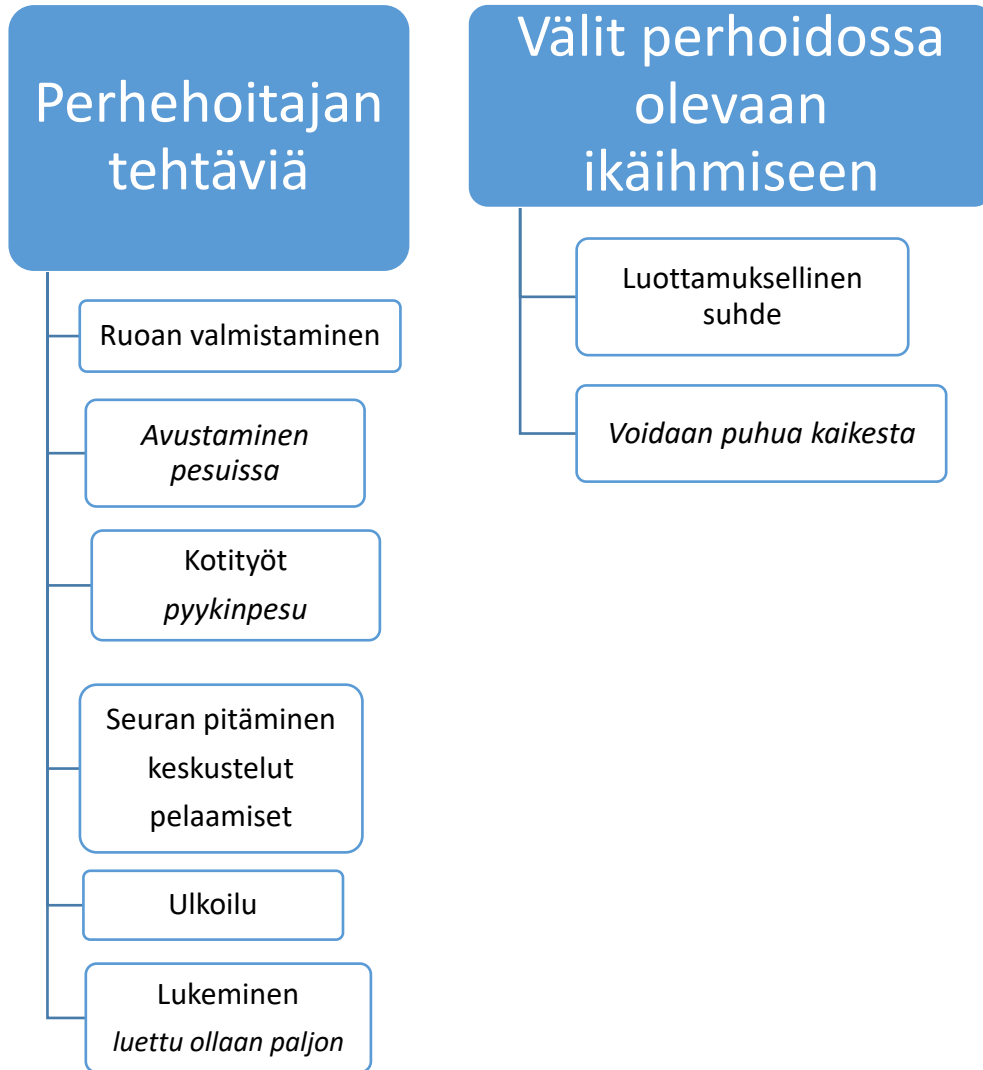 Perhehoitajan
tehtäviä
Ruoan valmistaminen
Avustaminen
pesuissa
Kotityöt
pyykinpesu
Seuran pitäminen
keskustelut
pelaamiset
Ulkoilu
Lukeminen
luettu ollaan paljon
Välit perhoidossa
olevaan
ikäihmiseen
Luottamuksellinen
suhde
Voidaan puhua kaikesta